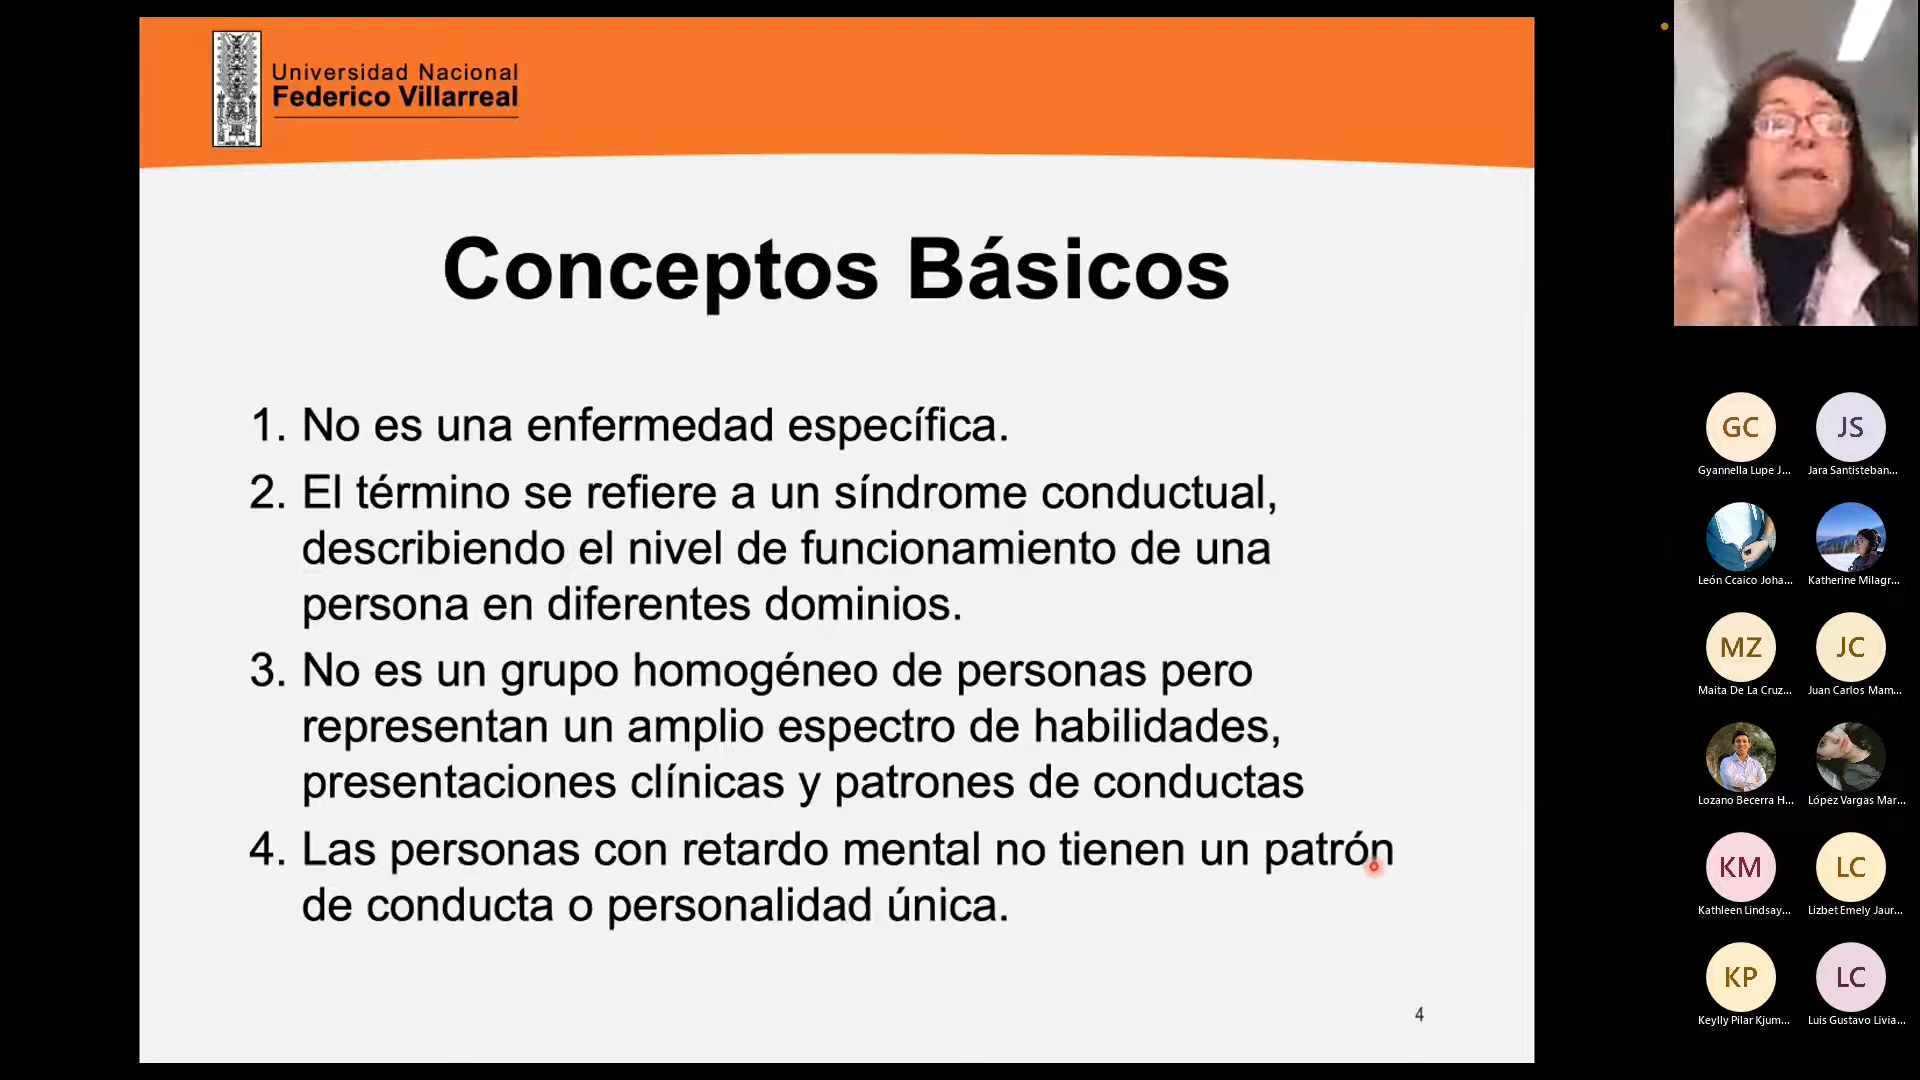 Universidad Nacional
Federico Villarreal
Conceptos Básicos
1. No es una enfermedad específica.
2. El término se refiere a un síndrome conductual,
describiendo el nivel de funcionamiento de una
persona en diferentes dominios.
3. No es un grupo homogéneo de personas pero
representan un amplio espectro de habilidades,
presentaciones clínicas y patrones de conductas
4. Las personas con retardo mental no tienen un patrón
de conducta o personalidad única.
4
GC
Gyannella Lupe J...
JS
Jara Santisteban...
León Ccaico Joha...
Katherine Milagr...
MZ
Maita De La Cruz...
JC
Juan Carlos Mam...
Lozano Becerra H...
López Vargas Mar...
KM
Kathleen Lindsay...
LC
Lizbet Emely Jaur...
KP
Keylly Pilar Kjum...
LC
Luis Gustavo Livia...